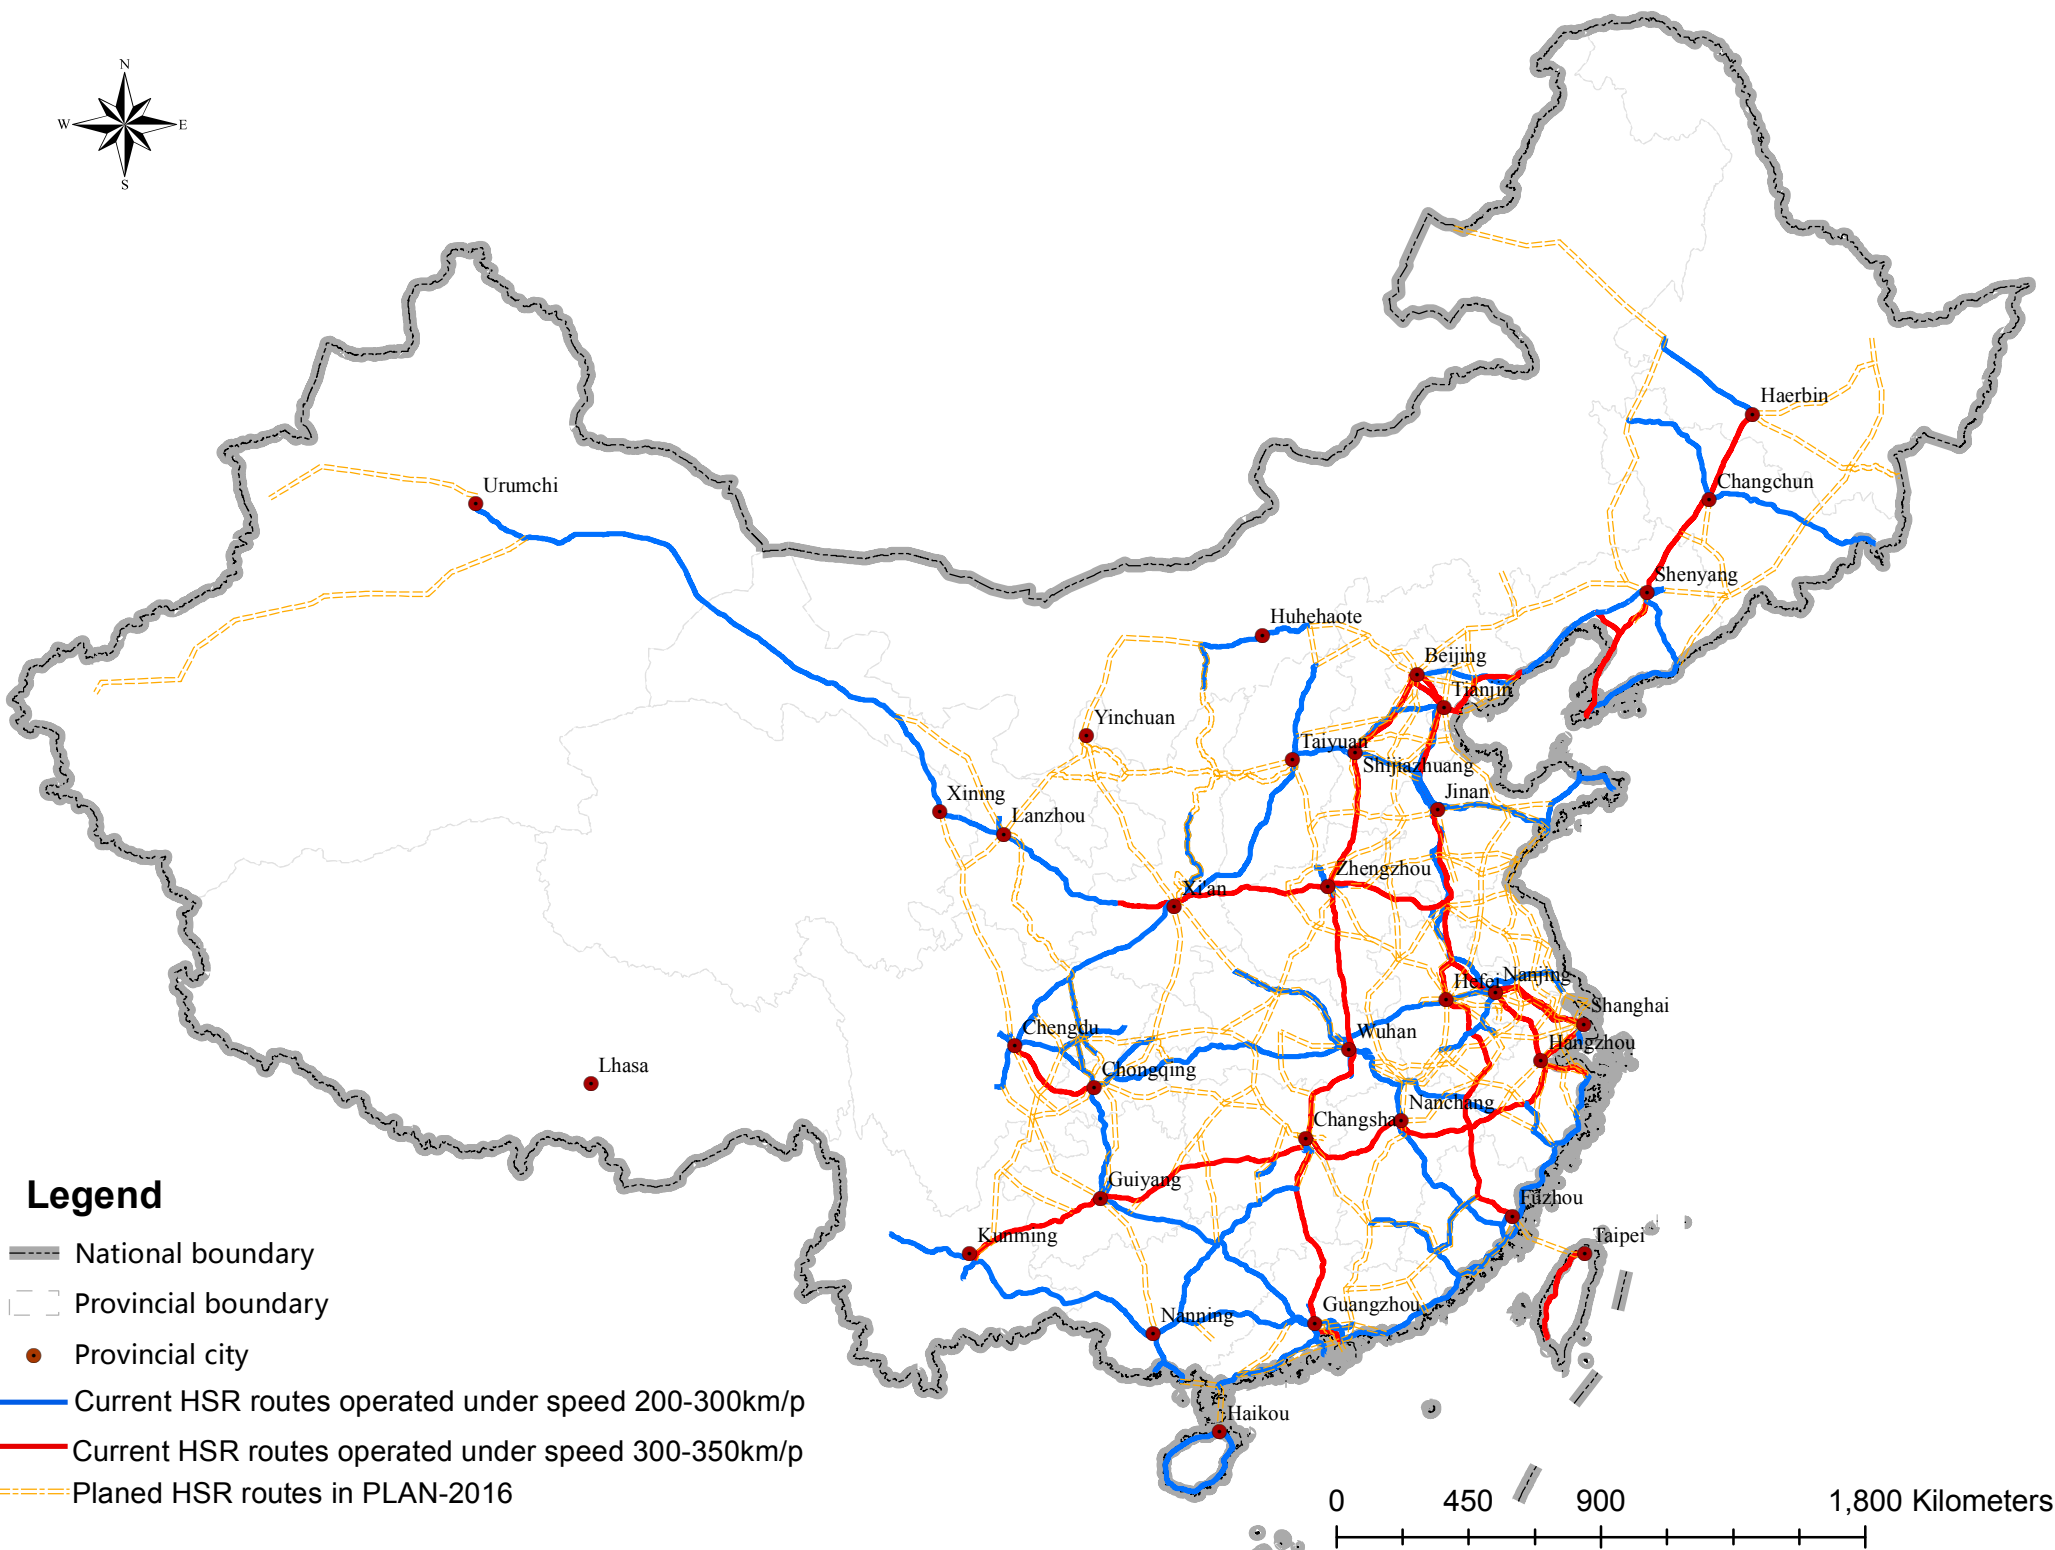 N
W E
S
Haerbin
Urumchi
Changchun
Shenyang
Huhehaote
Beijing
Tianjin
Yinchuan
Taiyuan
Shijiazhuang
Xining
Jinan
Lanzhou
Zhengzhou
Xi'an
Hefei
Nanjing
Shanghai
Chengdu
Wuhan
Hangzhou
Lhasa
Chongqing
Nanchang
Changsha
Guiyang
Fuzhou
Kunming
Taipei
Guangzhou
Nanning
Haikou
Legend
National boundary
Provincial boundary
Provincial city
Current HSR routes operated under speed 200-300km/p
Current HSR routes operated under speed 300-350km/p
Planed HSR routes in PLAN-2016
0 450 900 1,800 Kilometers